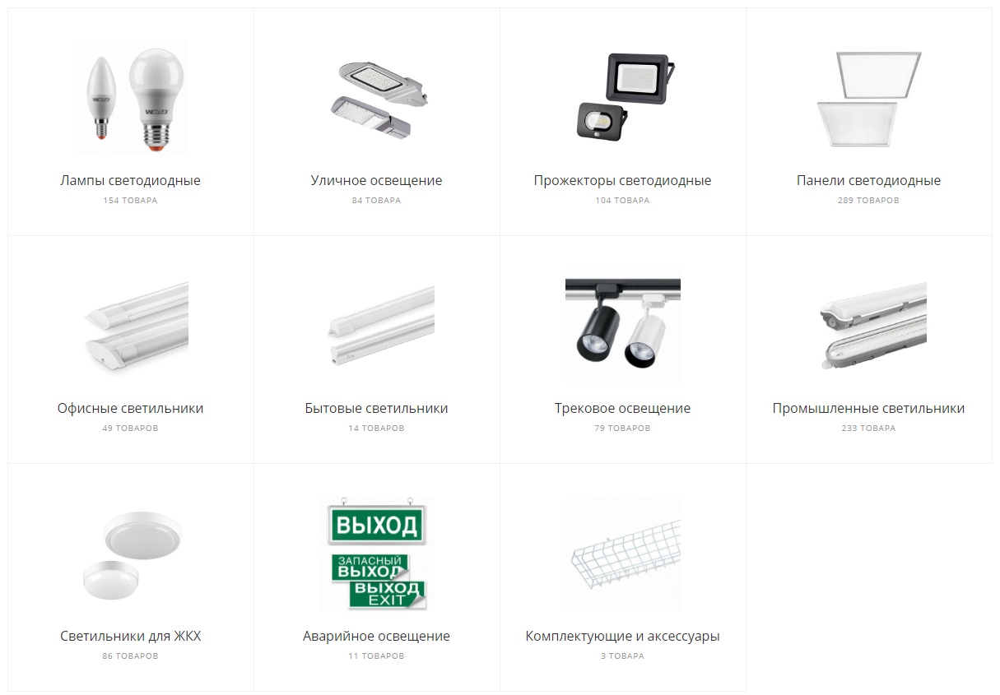 Лампы светодиодные
154 ТОВАРА
Уличное освещение
84 ТОВАРА
Прожекторы светодиодные
104 ТОВАРА
Панели светодиодные
289 ТОВАРОВ
Офисные светильники
49 ТОВАРОВ
Бытовые светильники
14 ТОВАРОВ
Трековое освещение
79 ТОВАРОВ
Промышленные светильники
233 ТОВАРА
Светильники для ЖКХ
86 ТОВАРОВ
ВЫХОД
ЗАПАСНЫЙ
ВЫХОД
ВЫХОД
EXIT
Аварийное освещение
11 ТОВАРОВ
Комплектующие и аксессуары
3 ТОВАРА